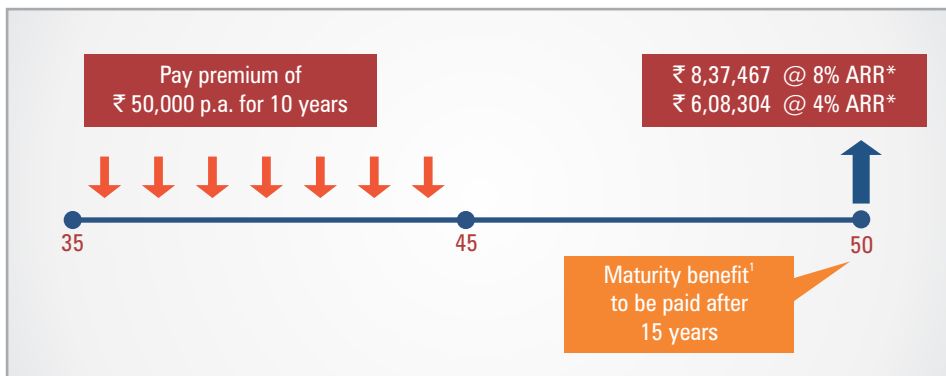 Pay premium of
₹ 50,000 p.a. for 10 years
₹ 8,37,467 @ 8% ARR*
₹ 6,08,304 @ 4% ARR*
35
45
50
Maturity benefit¹
to be paid after
15 years